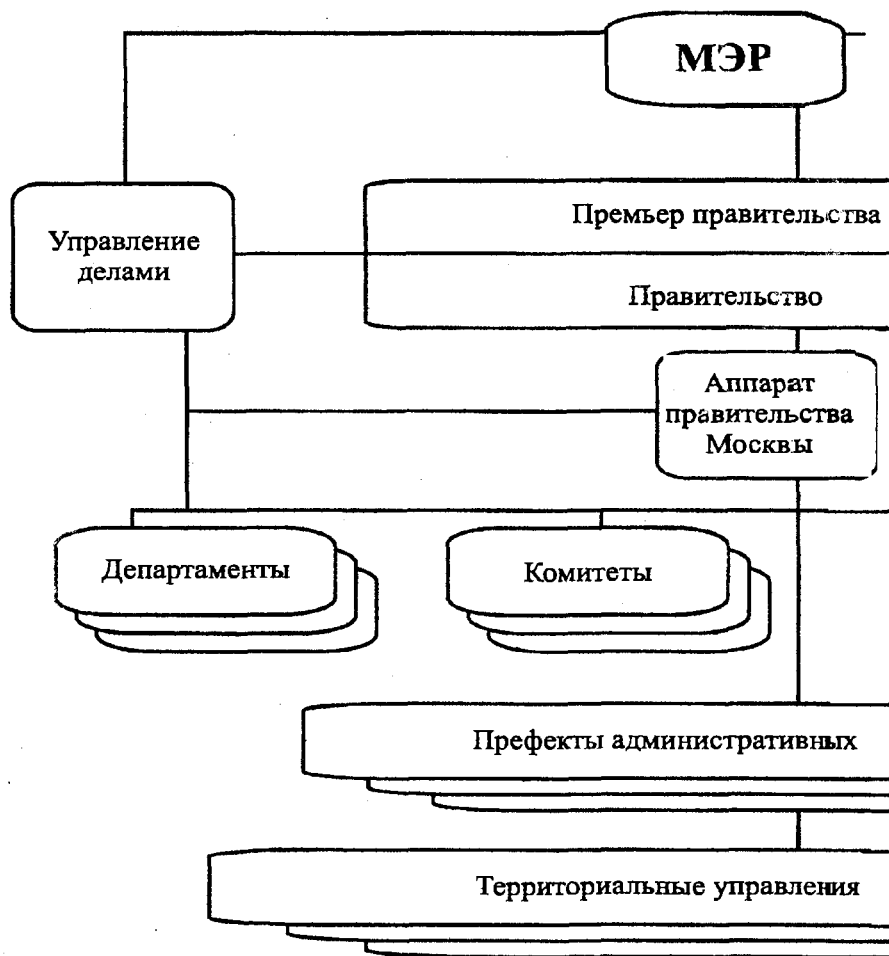 МЭР
Премьер правительства
Управление
делами
Правительство
Аппарат
правительства
Москвы
Департаменты
Комитеты
Префекты административных
Территориальные управления